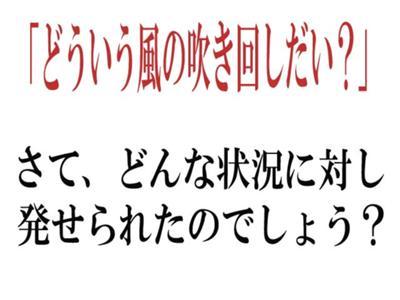 「どういう風の吹き回しだい？」
さて、どんな状況に対し
発せられたのでしょう？